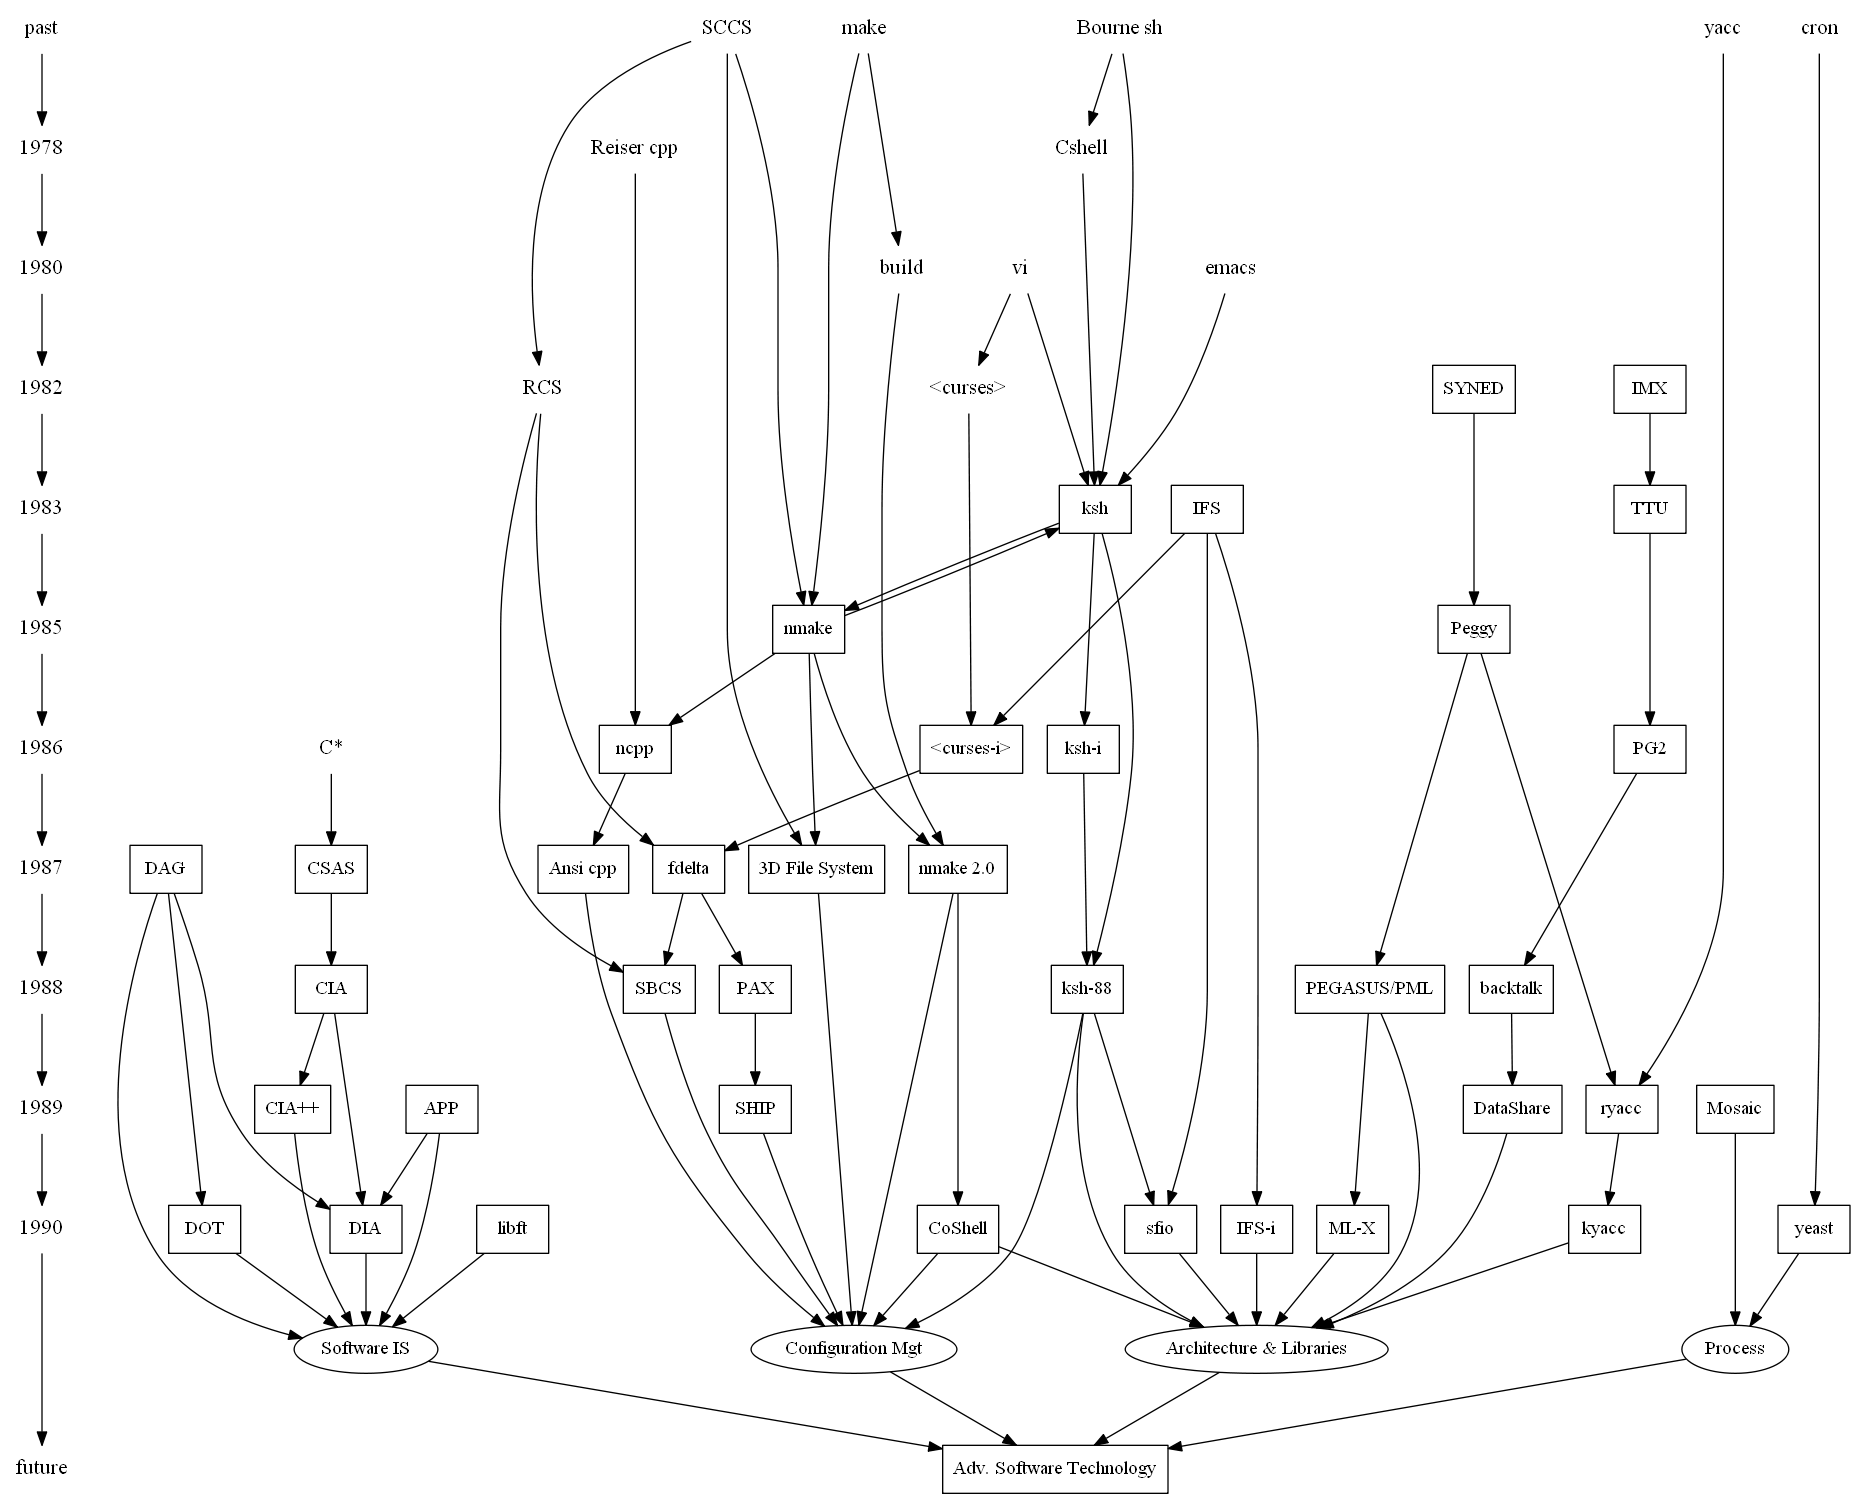 past
SCCS
make
Bourne sh
yacc
cron
1978
Reiser cpp
Cshell
1980
build
vi
emacs
1982
RCS
<curses>
SYNED
IMX
1983
ksh
IFS
TTU
1985
nmake
Peggy
1986
C*
ncpp
<curses-i>
ksh-i
PG2
1987
DAG
CSAS
Ansi cpp
fdelta
3D File System
nmake 2.0
1988
CIA
SBCS
PAX
ksh-88
PEGASUS/PML
backtalk
1989
CIA++
APP
SHIP
DataShare
ryacc
Mosaic
1990
DOT
DIA
libft
CoShell
sfio
IFS-i
ML-X
kyacc
yeast
Software IS
Configuration Mgt
Architecture & Libraries
Process
future
Adv. Software Technology